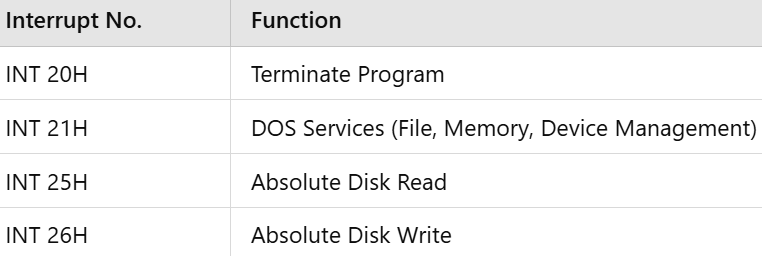 Interrupt No. Function
INT 20H Terminate Program
INT 21H DOS Services (File, Memory, Device Management)
INT 25H Absolute Disk Read
INT 26H Absolute Disk Write